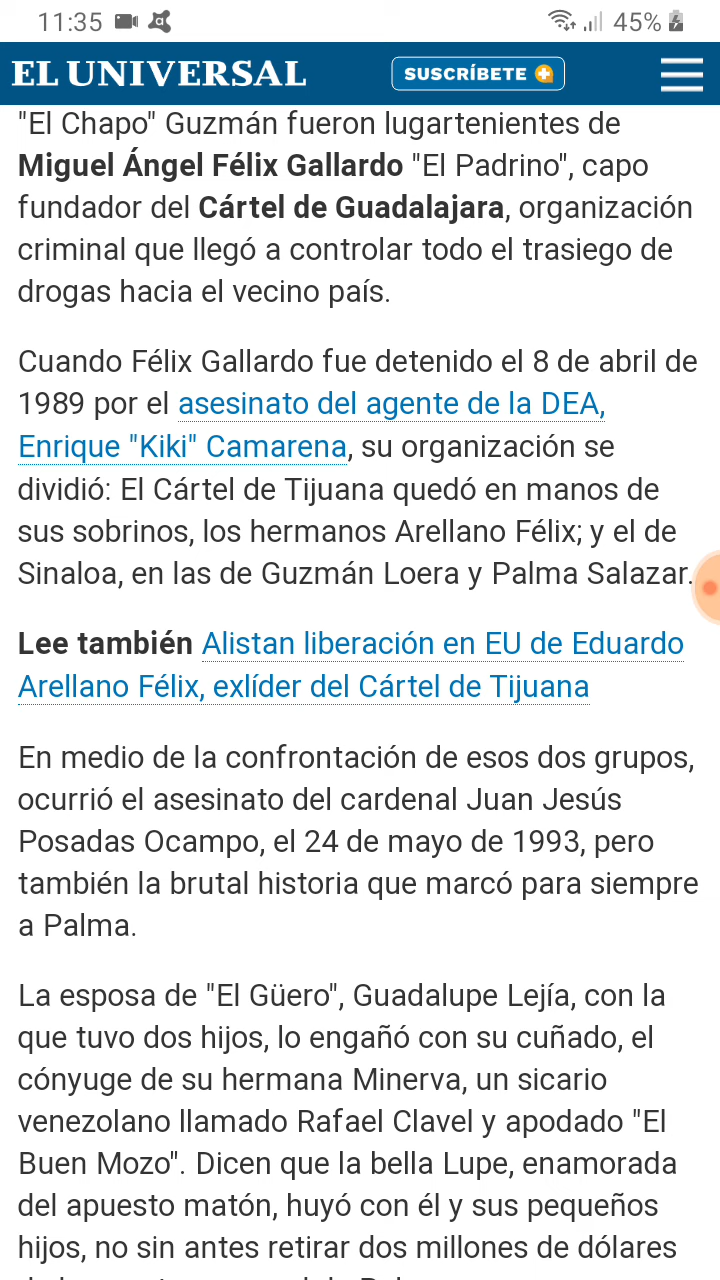 11:35
45%
EL UNIVERSAL
SUSCRÍBETE
"El Chapo" Guzmán fueron lugartenientes de
Miguel Ángel Félix Gallardo "El Padrino", capo
fundador del Cártel de Guadalajara, organización
criminal que llegó a controlar todo el trasiego de
drogas hacia el vecino país.
Cuando Félix Gallardo fue detenido el 8 de abril de
1989 por el asesinato del agente de la DEA,
Enrique "Kiki" Camarena, su organización se
dividió: El Cártel de Tijuana quedó en manos de
sus sobrinos, los hermanos Arellano Félix; y el de
Sinaloa, en las de Guzmán Loera y Palma Salazar.
Lee también Alistan liberación en EU de Eduardo
Arellano Félix, exlíder del Cártel de Tijuana
En medio de la confrontación de esos dos grupos,
ocurrió el asesinato del cardenal Juan Jesús
Posadas Ocampo, el 24 de mayo de 1993, pero
también la brutal historia que marcó para siempre
a Palma.
La esposa de "El Güero", Guadalupe Lejía, con la
que tuvo dos hijos, lo engañó con su cuñado, el
cónyuge de su hermana Minerva, un sicario
venezolano llamado Rafael Clavel y apodado "El
Buen Mozo". Dicen que la bella Lupe, enamorada
del apuesto matón, huyó con él y sus pequeños
hijos, no sin antes retirar dos millones de dólares